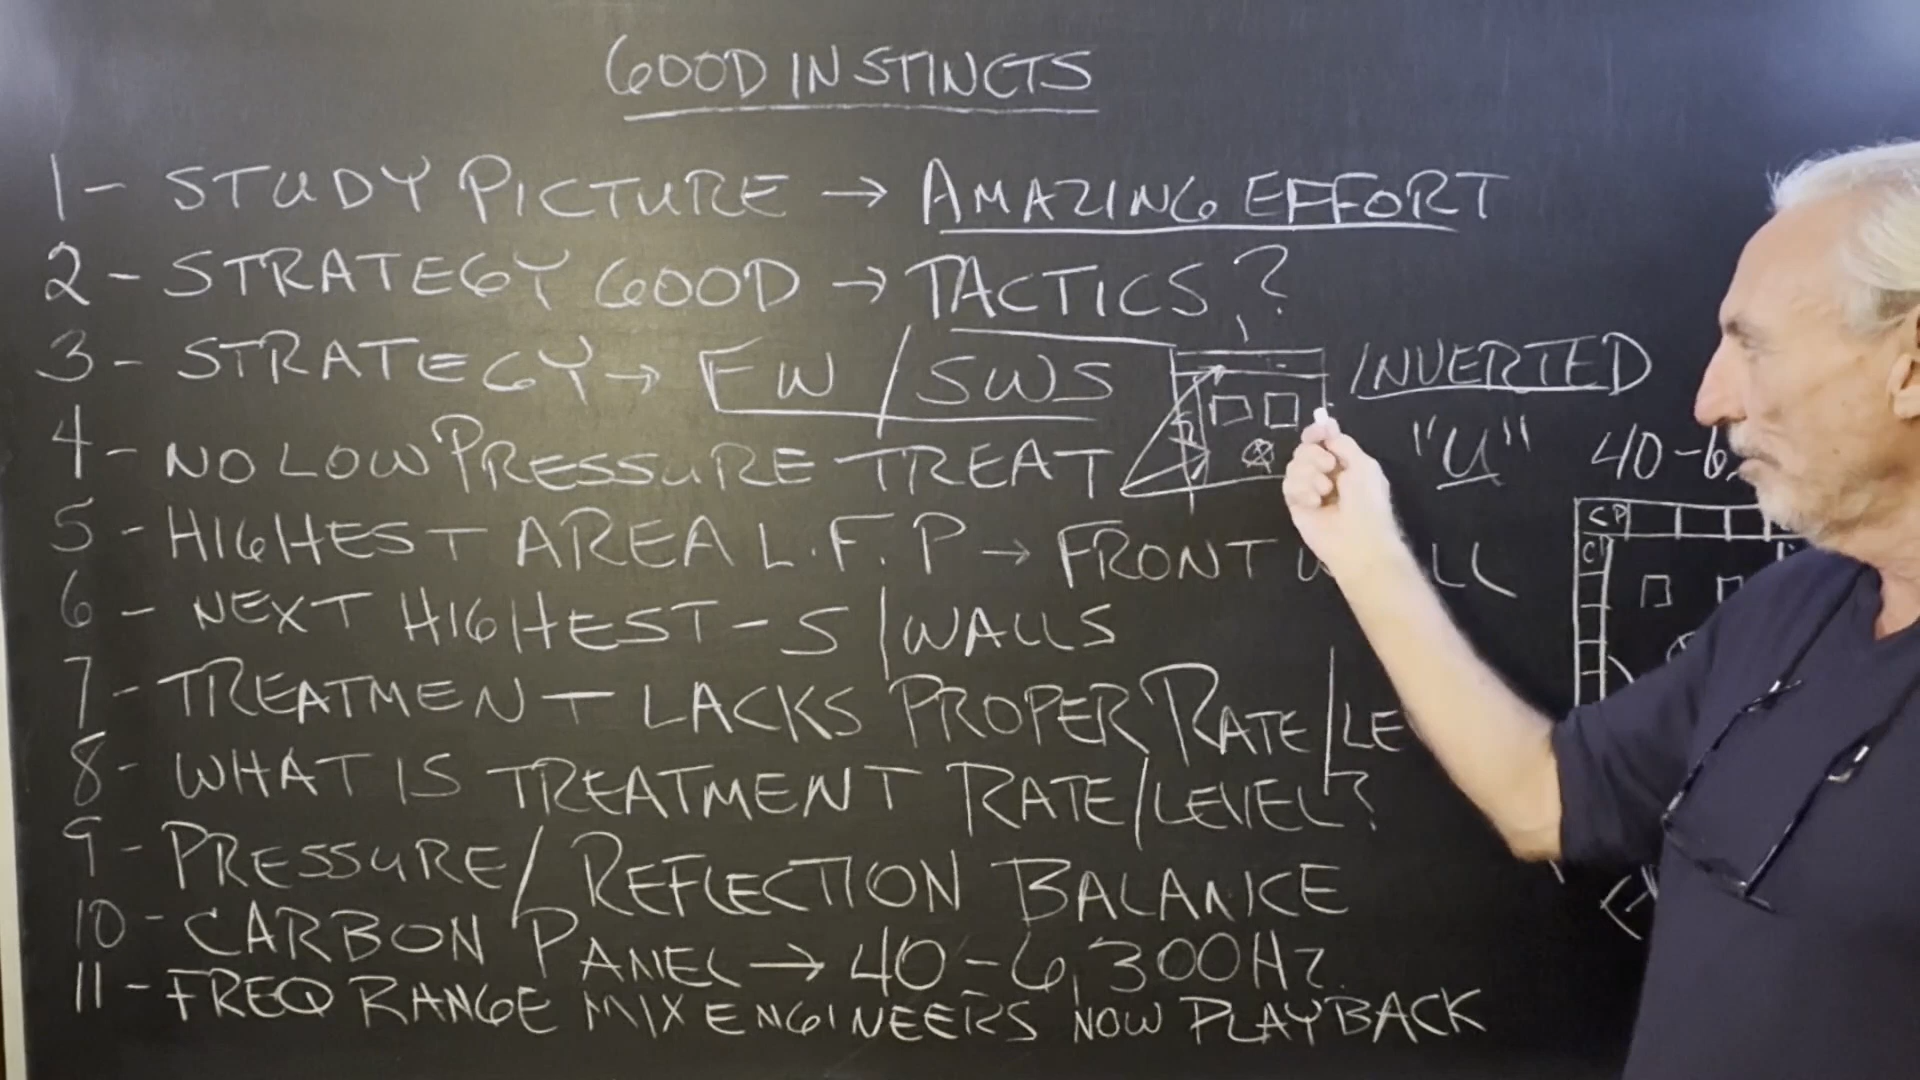 GOOD INSTINCTS
1- STUDY PICTURE → AMAZING EFFORT
2- STRATEGY GOOD → TACTICS?
3- STRATEGY → FW/SWS
INVERTED
"U"
4- NO LOW PRESSURE TREAT
40-6
5- HIGHEST AREA L.F.P → FRONT
CP
6- NEXT HIGHEST-S/WALLS
7- TREATMENT LACKS PROPER RATE/LE
8- WHAT IS TREATMENT RATE/LEVEL?
9- PRESSURE/REFLECTION BALANCE
10- CARBON PANEL → 40-6,300Hz.
11- FREQ RANGE MIX ENGINEERS NOW PLAYBACK